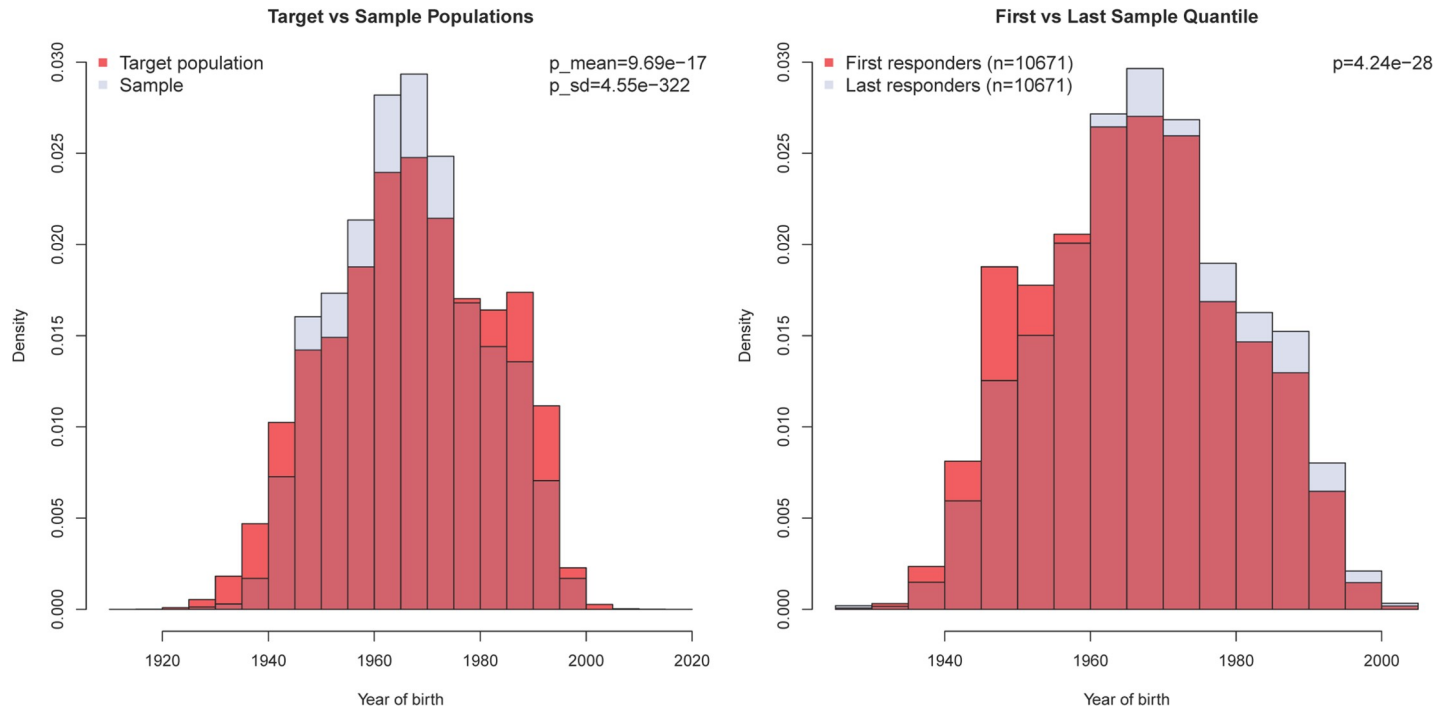 Target vs Sample Populations
Target population
Sample
p_mean=9.69e−17
p_sd=4.55e−322
Density
0.000
0.005
0.010
0.015
0.020
0.025
0.030
1920
1940
1960
1980
2000
2020
Year of birth
First vs Last Sample Quantile
First responders (n=10671)
Last responders (n=10671)
p=4.24e−28
Density
0.000
0.005
0.010
0.015
0.020
0.025
0.030
1940
1960
1980
2000
Year of birth